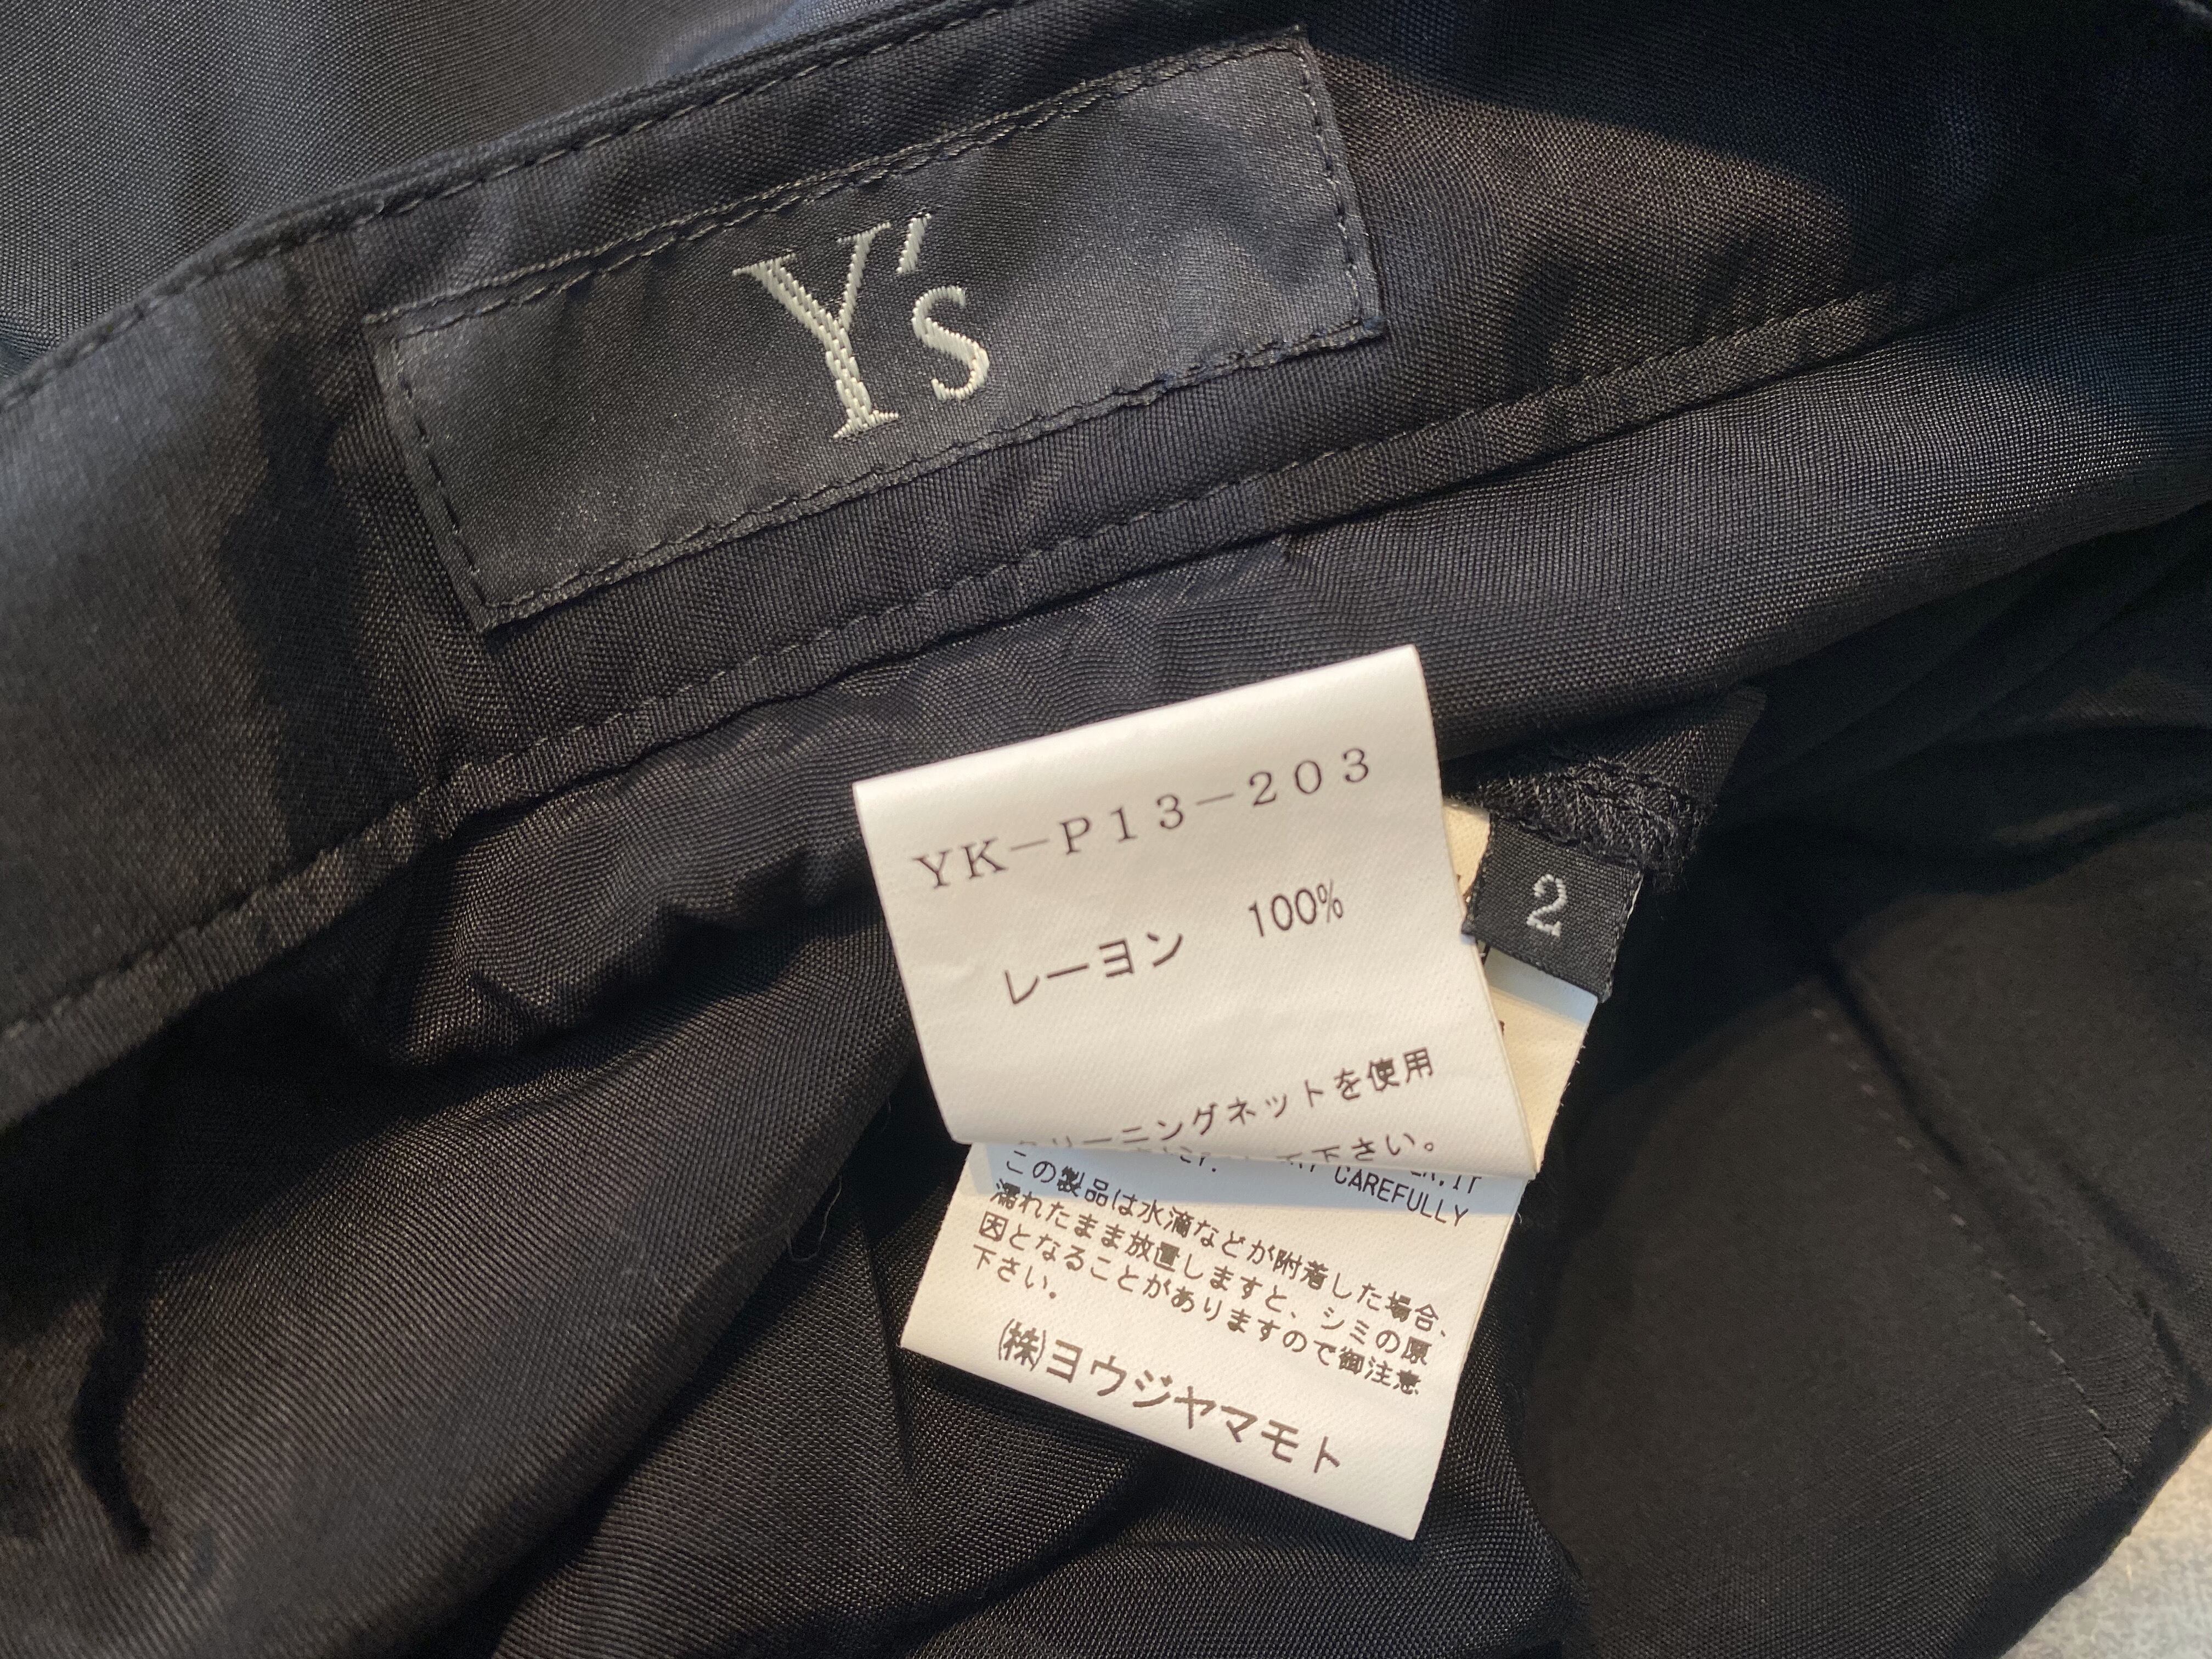 Y's
YK-P13-203
レーヨン 100%
2
リーニングネットを使用
下さい。
CAREFULLY
この製品は水滴などが附着した場合、
濡れたまま放置しますと、シミの原
因となることがありますので御注意
下さい。
㈱ヨウジヤマモト